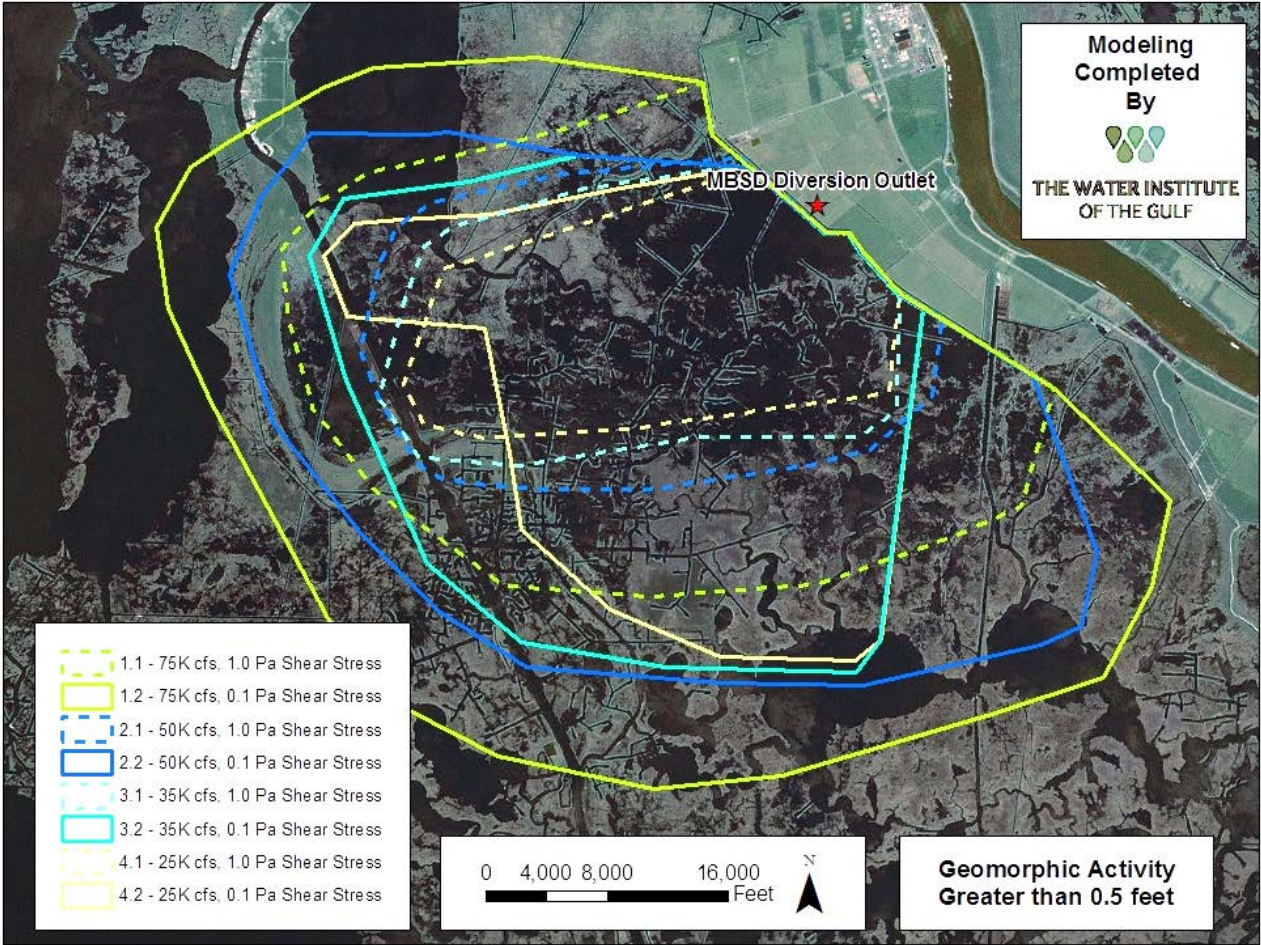 Modeling
Completed
By
THE WATER INSTITUTE
OF THE GULF
MBSD Diversion Outlet
1.1 - 75K cfs, 1.0 Pa Shear Stress
1.2 - 75K cfs, 0.1 Pa Shear Stress
2.1 - 50K cfs, 1.0 Pa Shear Stress
2.2 - 50K cfs, 0.1 Pa Shear Stress
3.1 - 35K cfs, 1.0 Pa Shear Stress
3.2 - 35K cfs, 0.1 Pa Shear Stress
4.1 - 25K cfs, 1.0 Pa Shear Stress
4.2 - 25K cfs, 0.1 Pa Shear Stress
0 4,000 8,000 16,000
Feet
N
Geomorphic Activity
Greater than 0.5 feet